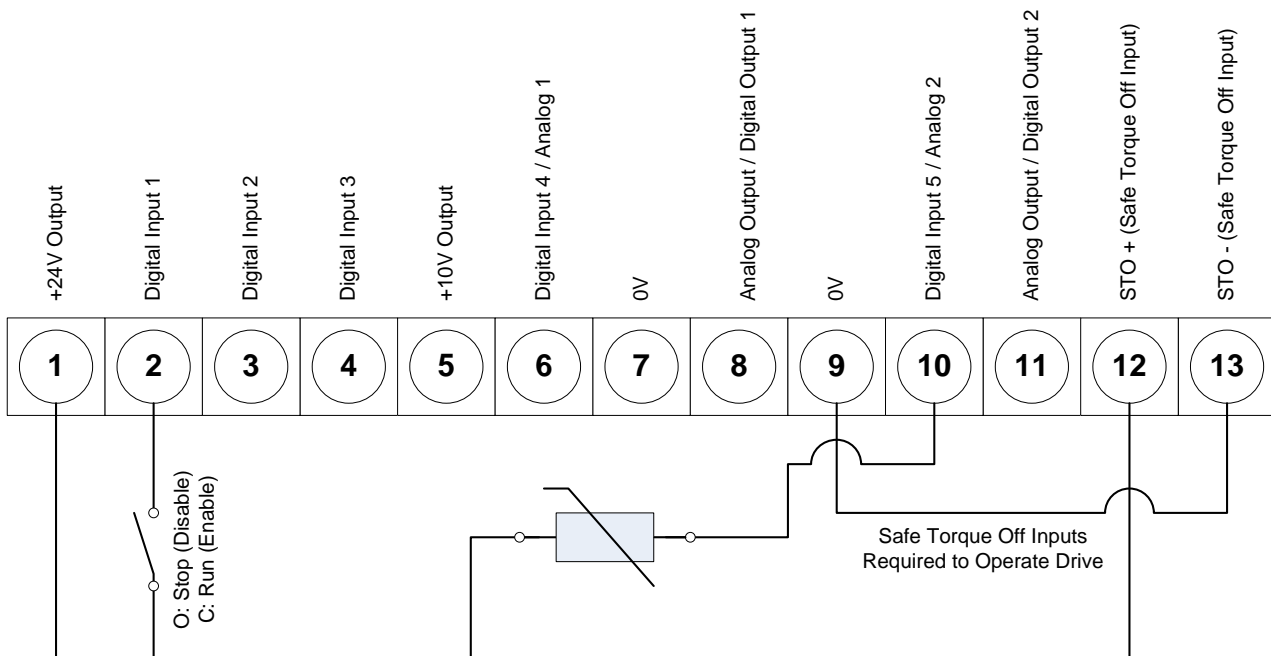 +24V Output
Digital Input 1
Digital Input 2
Digital Input 3
+10V Output
Digital Input 4 / Analog 1
0V
Analog Output / Digital Output 1
0V
Digital Input 5 / Analog 2
Analog Output / Digital Output 2
STO + (Safe Torque Off Input)
STO - (Safe Torque Off Input)
1
2
3
4
5
6
7
8
9
10
11
12
13
O: Stop (Disable)
C: Run (Enable)
Safe Torque Off Inputs
Required to Operate Drive